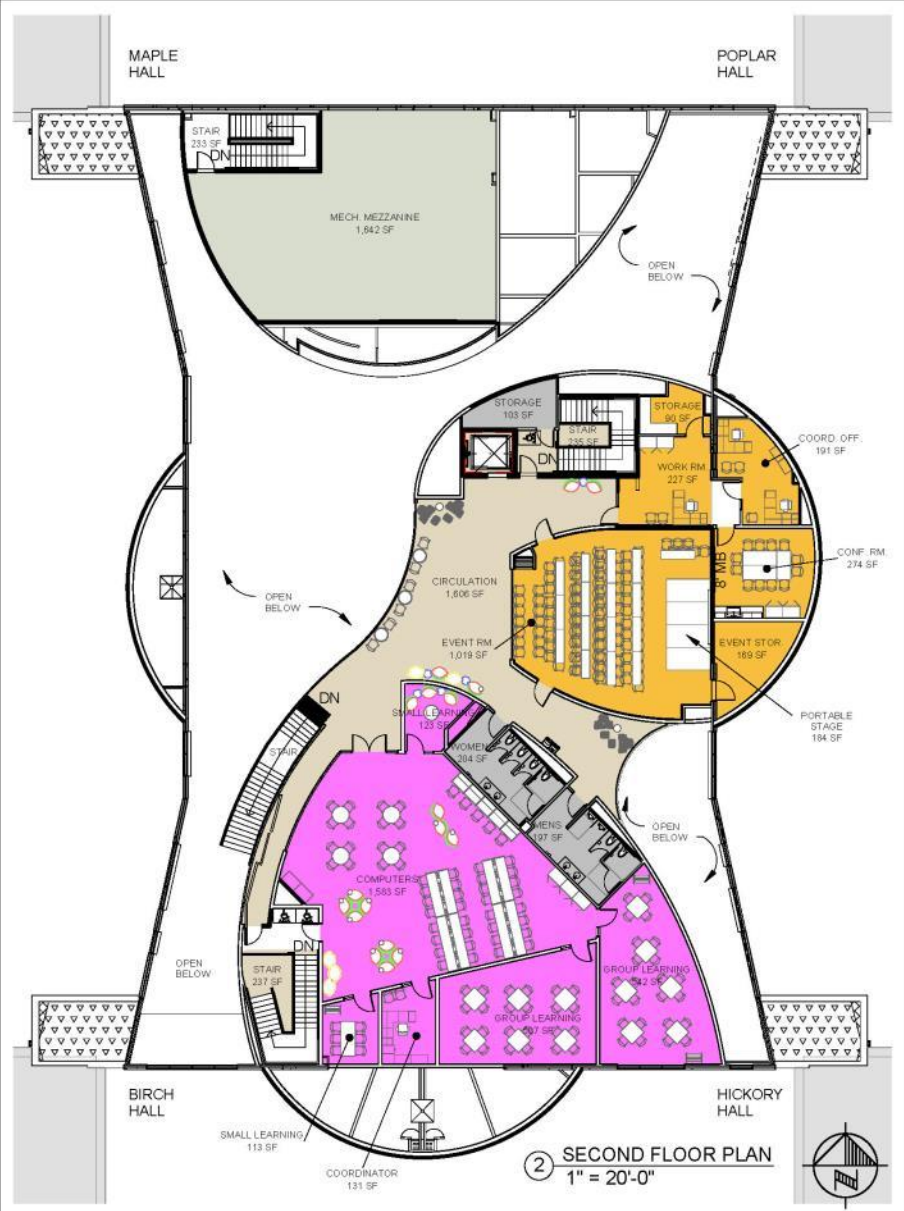 MAPLE
HALL
POPLAR
HALL
STAIR
233 SF
DN
MECH. MEZZANINE
1,642 SF
OPEN
BELOW
STORAGE
103 SF
STAIR
235 SF
DN
STORAGE
90 SF
COORD. OFF.
191 SF
WORK RM.
227 SF
CONF. RM.
274 SF
8' MB
CIRCULATION
1,606 SF
OPEN
BELOW
EVENT RM.
1,019 SF
EVENT STOR.
169 SF
PORTABLE
STAGE
184 SF
DN
SMALL LEARNING
123 SF
STAIR
WOMEN
204 SF
MENS
197 SF
OPEN
BELOW
COMPUTERS
1,583 SF
DN
OPEN
BELOW
STAIR
237 SF
GROUP LEARNING
542 SF
GROUP LEARNING
507 SF
BIRCH
HALL
HICKORY
HALL
SMALL LEARNING
113 SF
COORDINATOR
131 SF
2 SECOND FLOOR PLAN
1" = 20'-0"